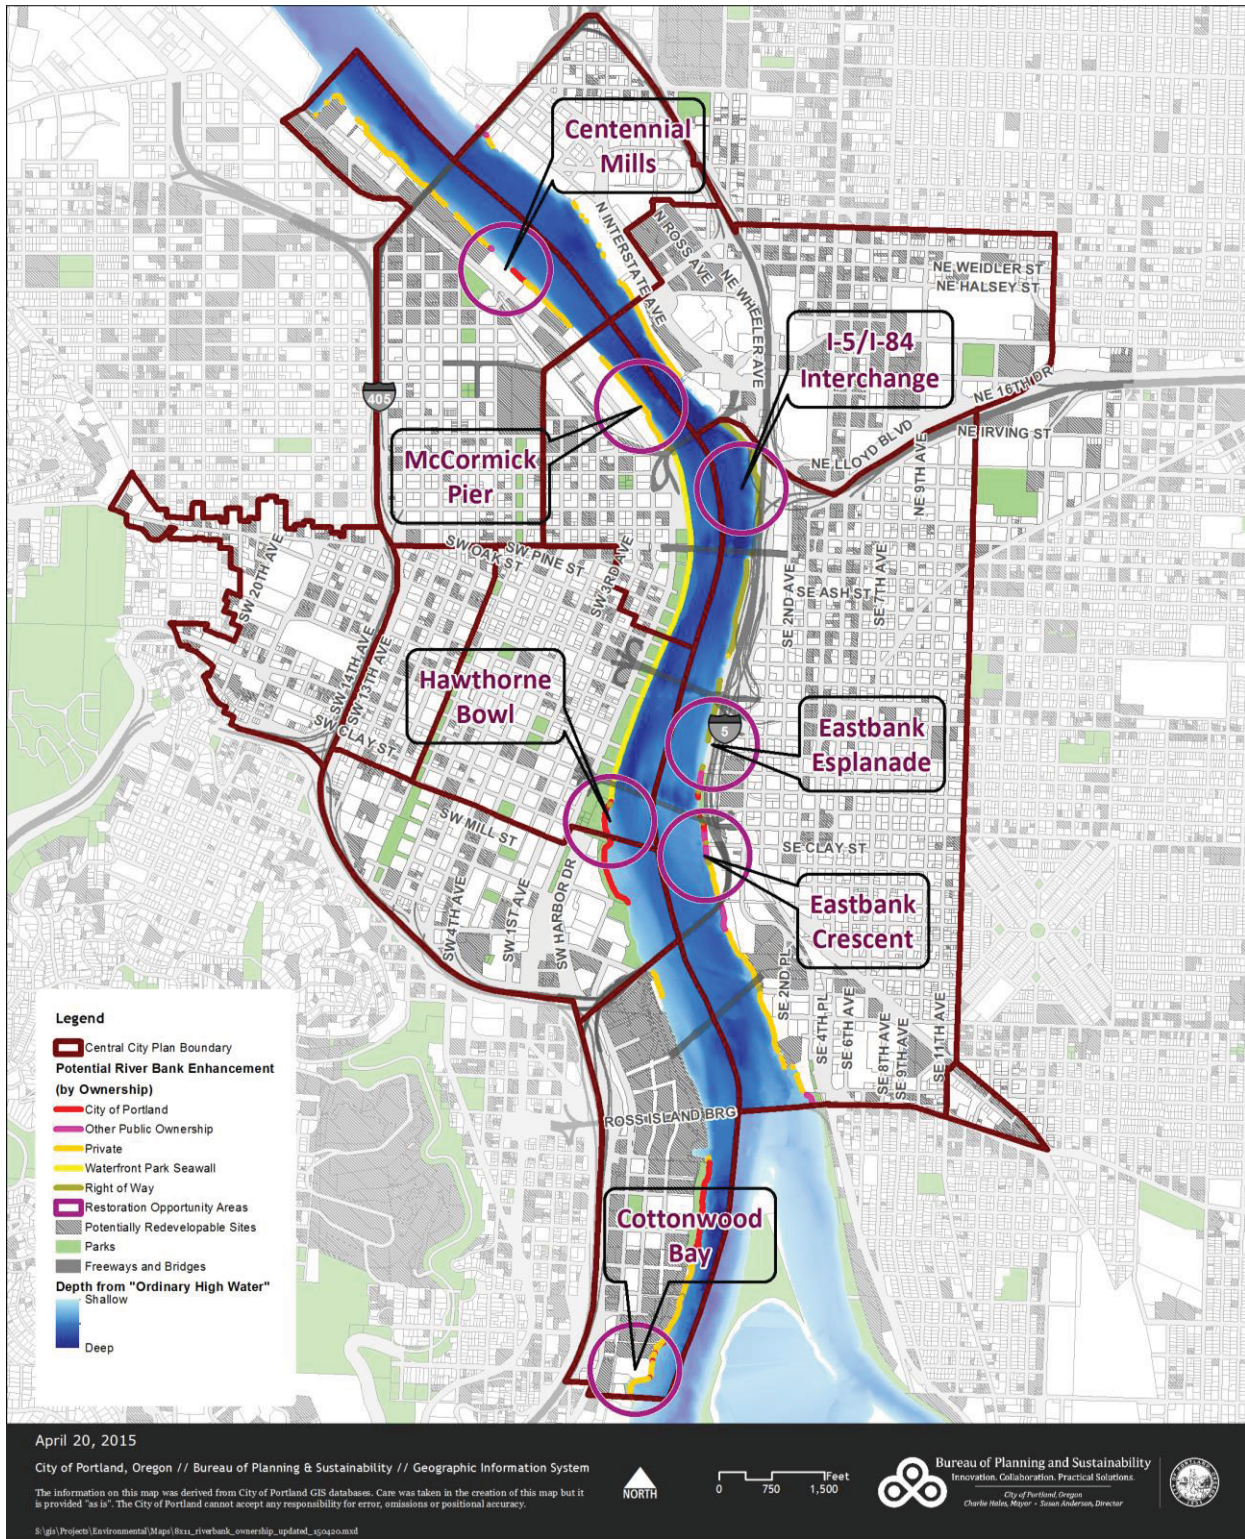 Centennial
Mills
N INTERSTATE AVE
N ROSS AVE
NE WHEELER AVE
NE WEIDLER ST
NE HALSEY ST
I-5/I-84
Interchange
NE 16TH DR
405
NE LLOYD BLVD
NE 9TH AVE
NE IRVING ST
McCormick
Pier
SW OAK ST
SW PINE ST
SW 3RD AVE
SW 20TH AVE
SE 2ND AVE
SE ASH ST
SE 7TH AVE
SW 14TH AVE
SW 13TH AVE
SW CLAY ST
Hawthorne
Bowl
5
Eastbank
Esplanade
SW MILL ST
SE CLAY ST
SW 4TH AVE
SW 1ST AVE
SW HARBOR DR
Eastbank
Crescent
SE 2ND PL
SE 4TH PL
SE 6TH AVE
SE 8TH AVE
SE 9TH AVE
SE 11TH AVE
ROSS ISLAND BRG
Cottonwood
Bay
Legend
Central City Plan Boundary
Potential River Bank Enhancement
(by Ownership)
City of Portland
Other Public Ownership
Private
Waterfront Park Seawall
Right of Way
Restoration Opportunity Areas
Potentially Redevelopable Sites
Parks
Freeways and Bridges
Depth from "Ordinary High Water"
Shallow
Deep
April 20, 2015
City of Portland, Oregon // Bureau of Planning & Sustainability // Geographic Information System
The information on this map was derived from City of Portland GIS databases. Care was taken in the creation of this map but it
is provided "as is". The City of Portland cannot accept any responsibility for error, omissions or positional accuracy.
S:\gis\Projects\Environmental\Maps\8x11_riverbank_ownership_updated_150420.mxd
NORTH
Feet
0 750 1,500
Bureau of Planning and Sustainability
Innovation. Collaboration. Practical Solutions.
City of Portland, Oregon
Charlie Hales, Mayor - Susan Anderson, Director